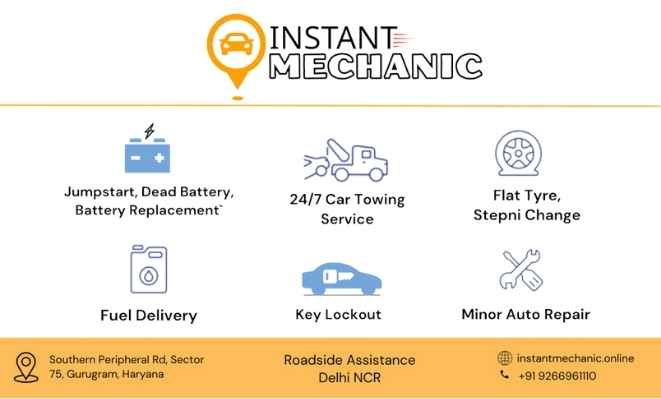 INSTANT
MECHANIC
Jumpstart, Dead Battery,
Battery Replacement`
24/7 Car Towing
Service
Flat Tyre,
Stepni Change
Fuel Delivery
Key Lockout
Minor Auto Repair
Southern Peripheral Rd, Sector
75, Gurugram, Haryana
Roadside Assistance
Delhi NCR
instantmechanic.online
+91 9266961110